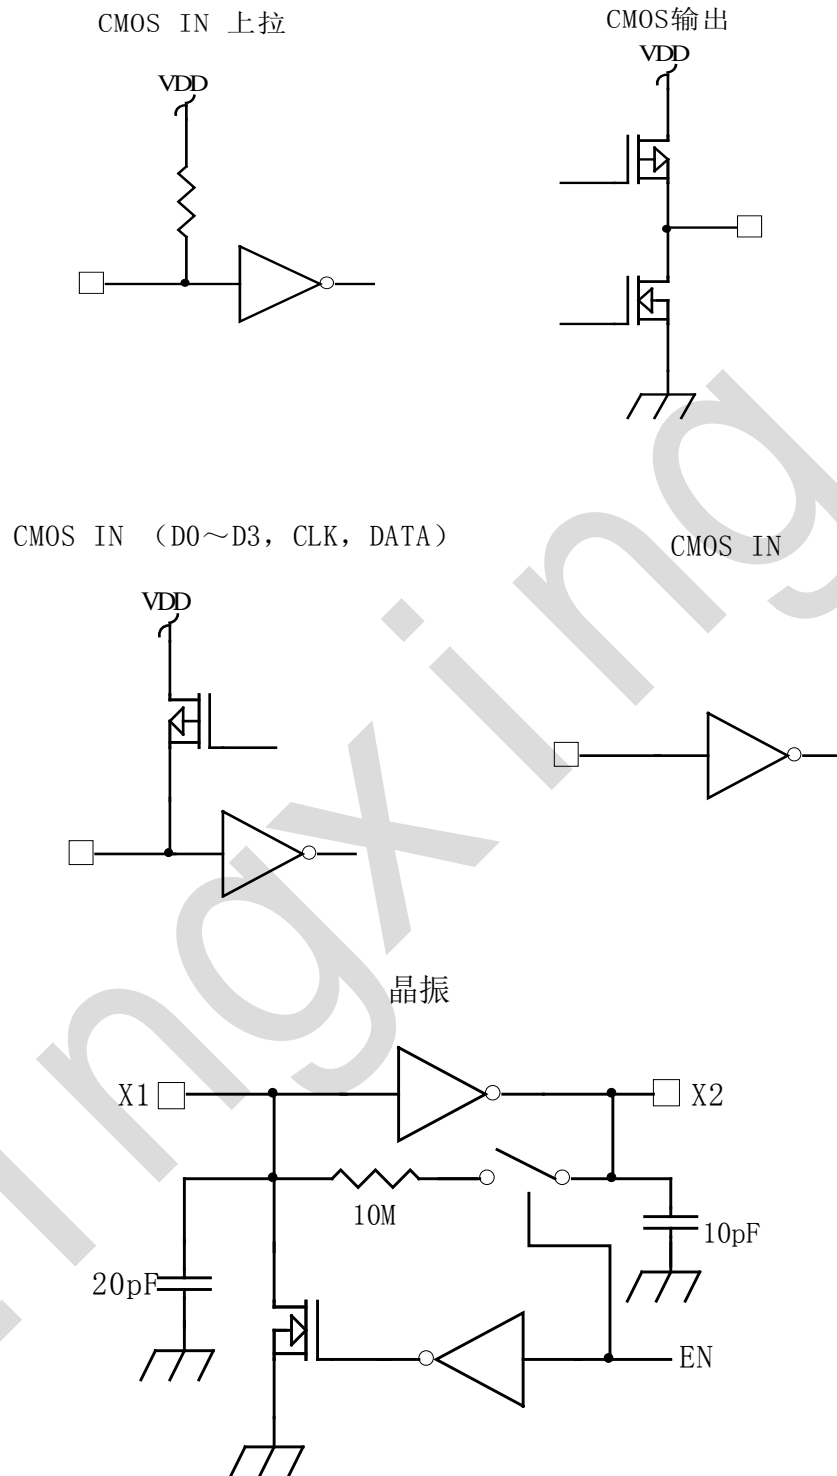 CMOS IN 上拉
CMOS输出
VDD
VDD
CMOS IN （D0～D3，CLK，DATA）
CMOS IN
VDD
晶振
X1
X2
10M
10pF
20pF
EN
ingxing